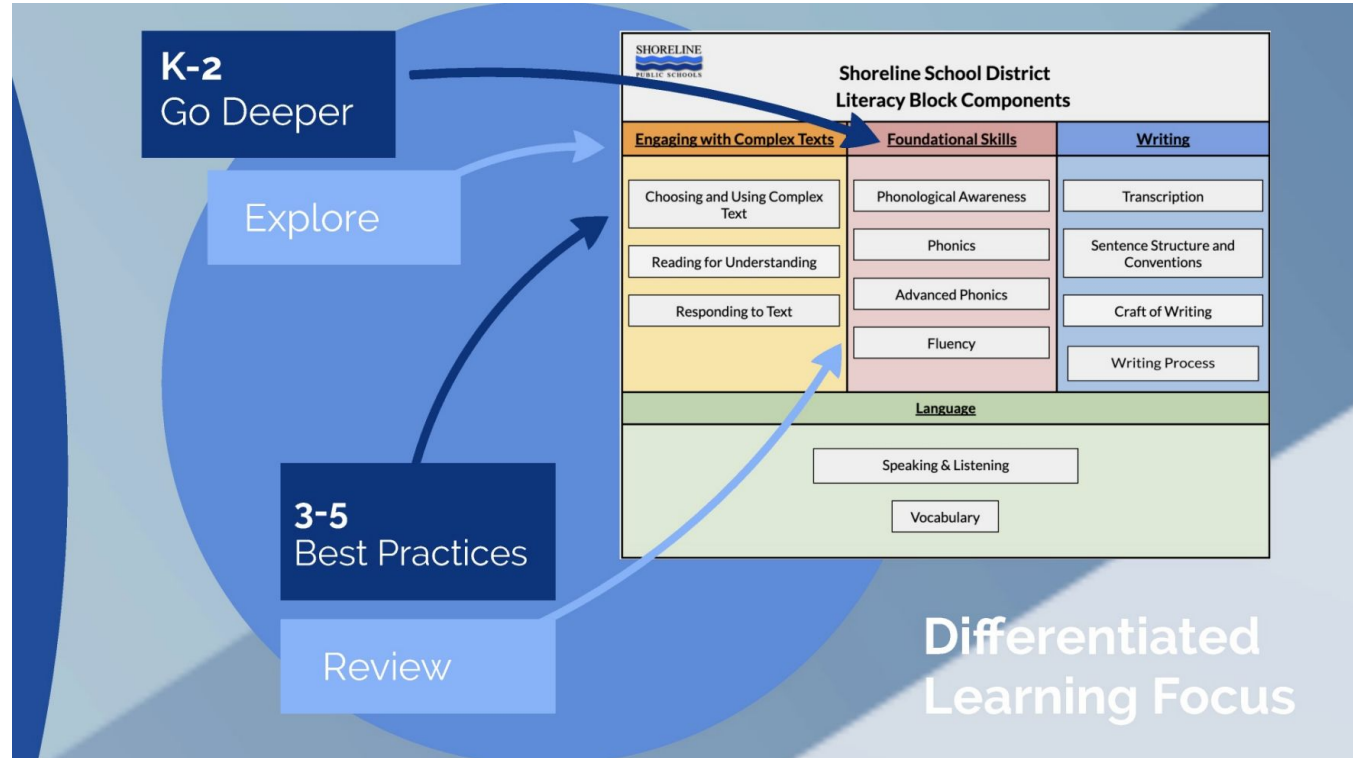 K-2
Go Deeper
Explore
3-5
Best Practices
Review
SHORELINE
PUBLIC SCHOOLS
Shoreline School District
Literacy Block Components
Engaging with Complex Texts
Choosing and Using Complex
Text
Reading for Understanding
Responding to Text
Foundational Skills
Phonological Awareness
Phonics
Advanced Phonics
Fluency
Writing
Transcription
Sentence Structure and
Conventions
Craft of Writing
Writing Process
Language
Speaking & Listening
Vocabulary
Differentiated
Learning Focus